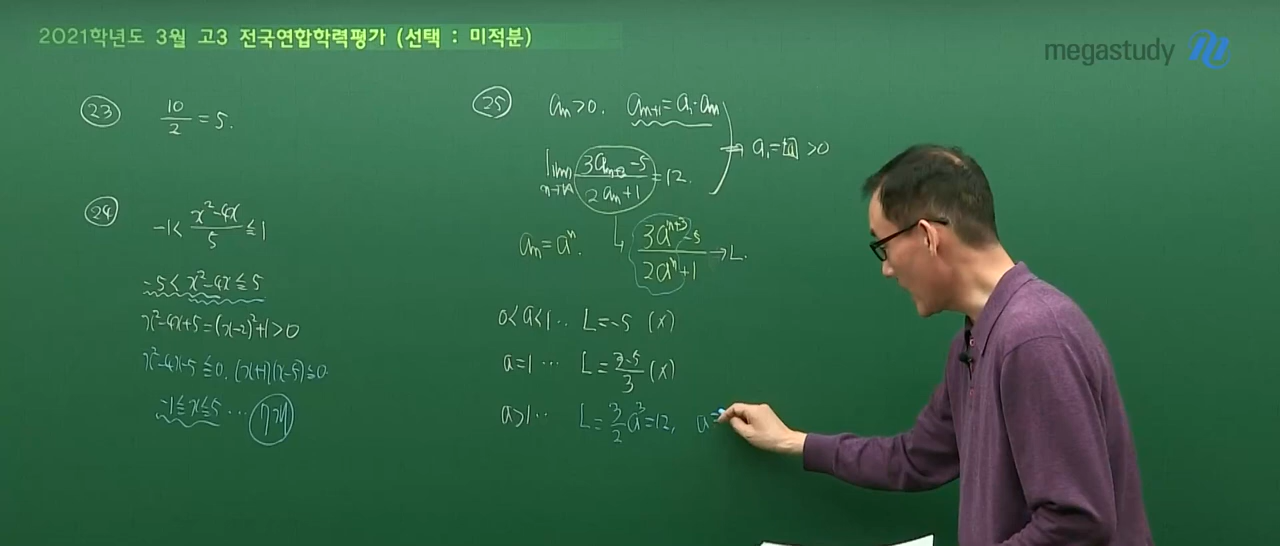 2021학년도 3월 고3 전국연합학력평가 (선택 : 미적분)
megastudy
23
10/2 = 5.
24
-1 < (x²-4x)/5 ≦ 1
-5 < x²-4x ≦ 5
x²-4x+5 = (x-2)²+1 > 0
x²-4x-5 ≦ 0. (x+1)(x-5) ≦ 0
-1 ≦ x ≦ 5 ... 7개
25
aₙ > 0. aₙ₊₁ = a₁·aₙ
lim n→∞ -5/(2aₙ+1) = 12.
⇒ a₁ = a > 0
aₙ = aⁿ.
(3aⁿ⁺³-5)/(2aⁿ+1) → L.
0<a<1 ... L = -5 (×)
a=1 ... L = (3-5)/3 (×)
a>1 ... L = 3/2 a³ = 12, a=